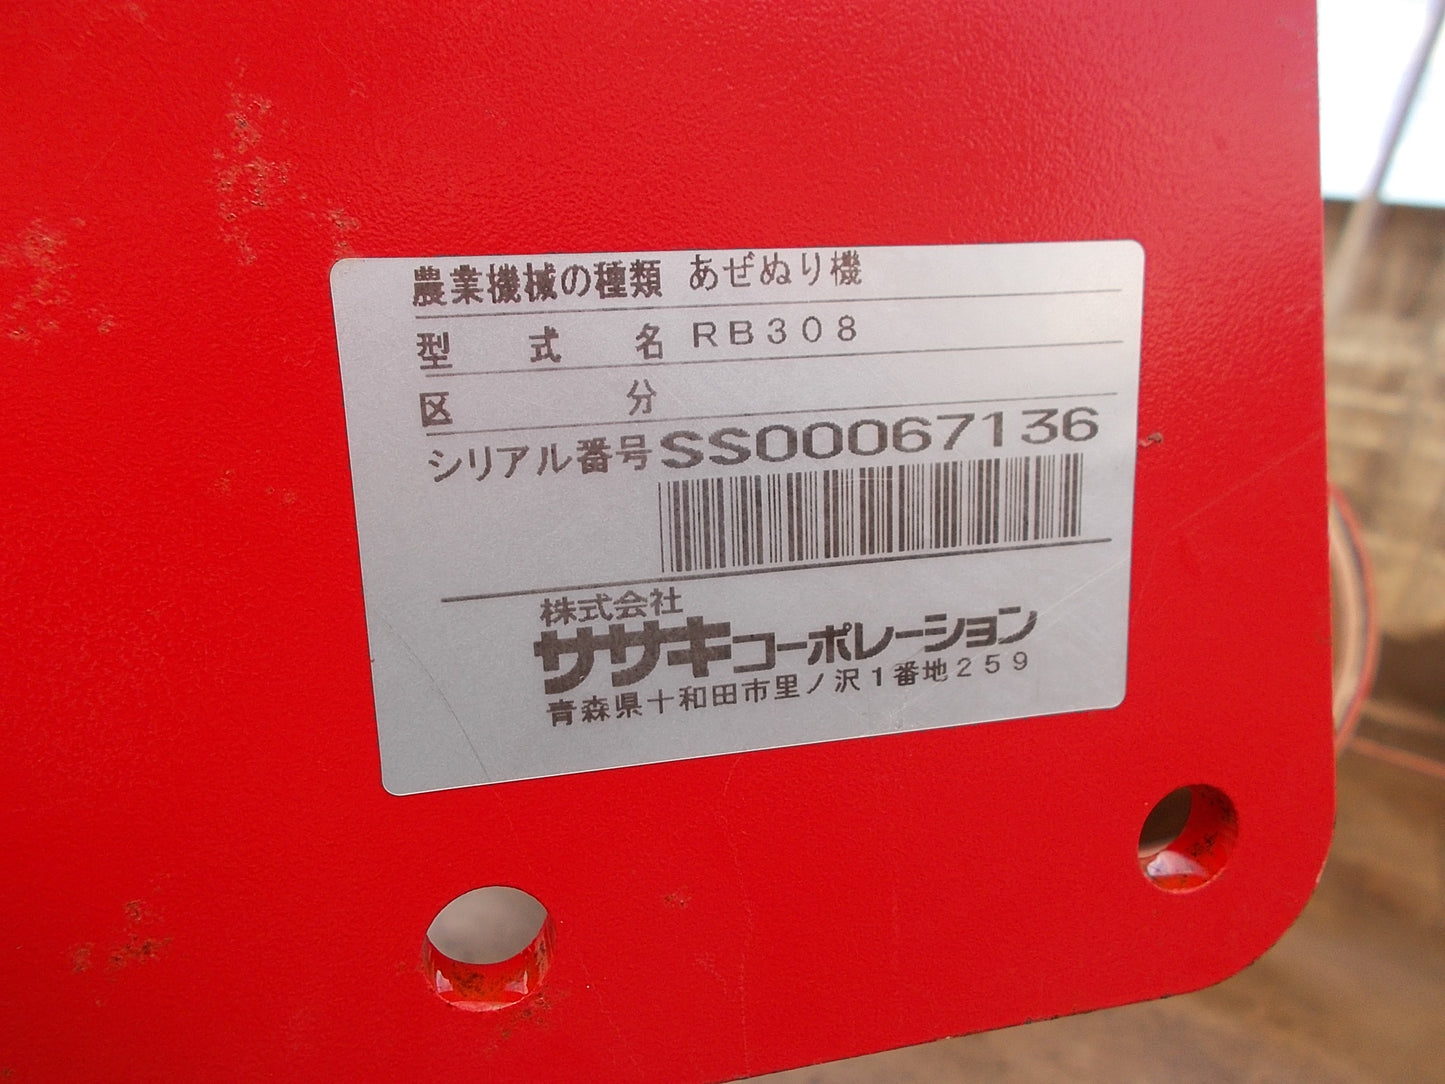 農業機械の種類 あぜぬり機
型式名 RB308
区分
シリアル番号 SS00067136
株式会社
ササキコーポレーション
青森県十和田市里ノ沢1番地259